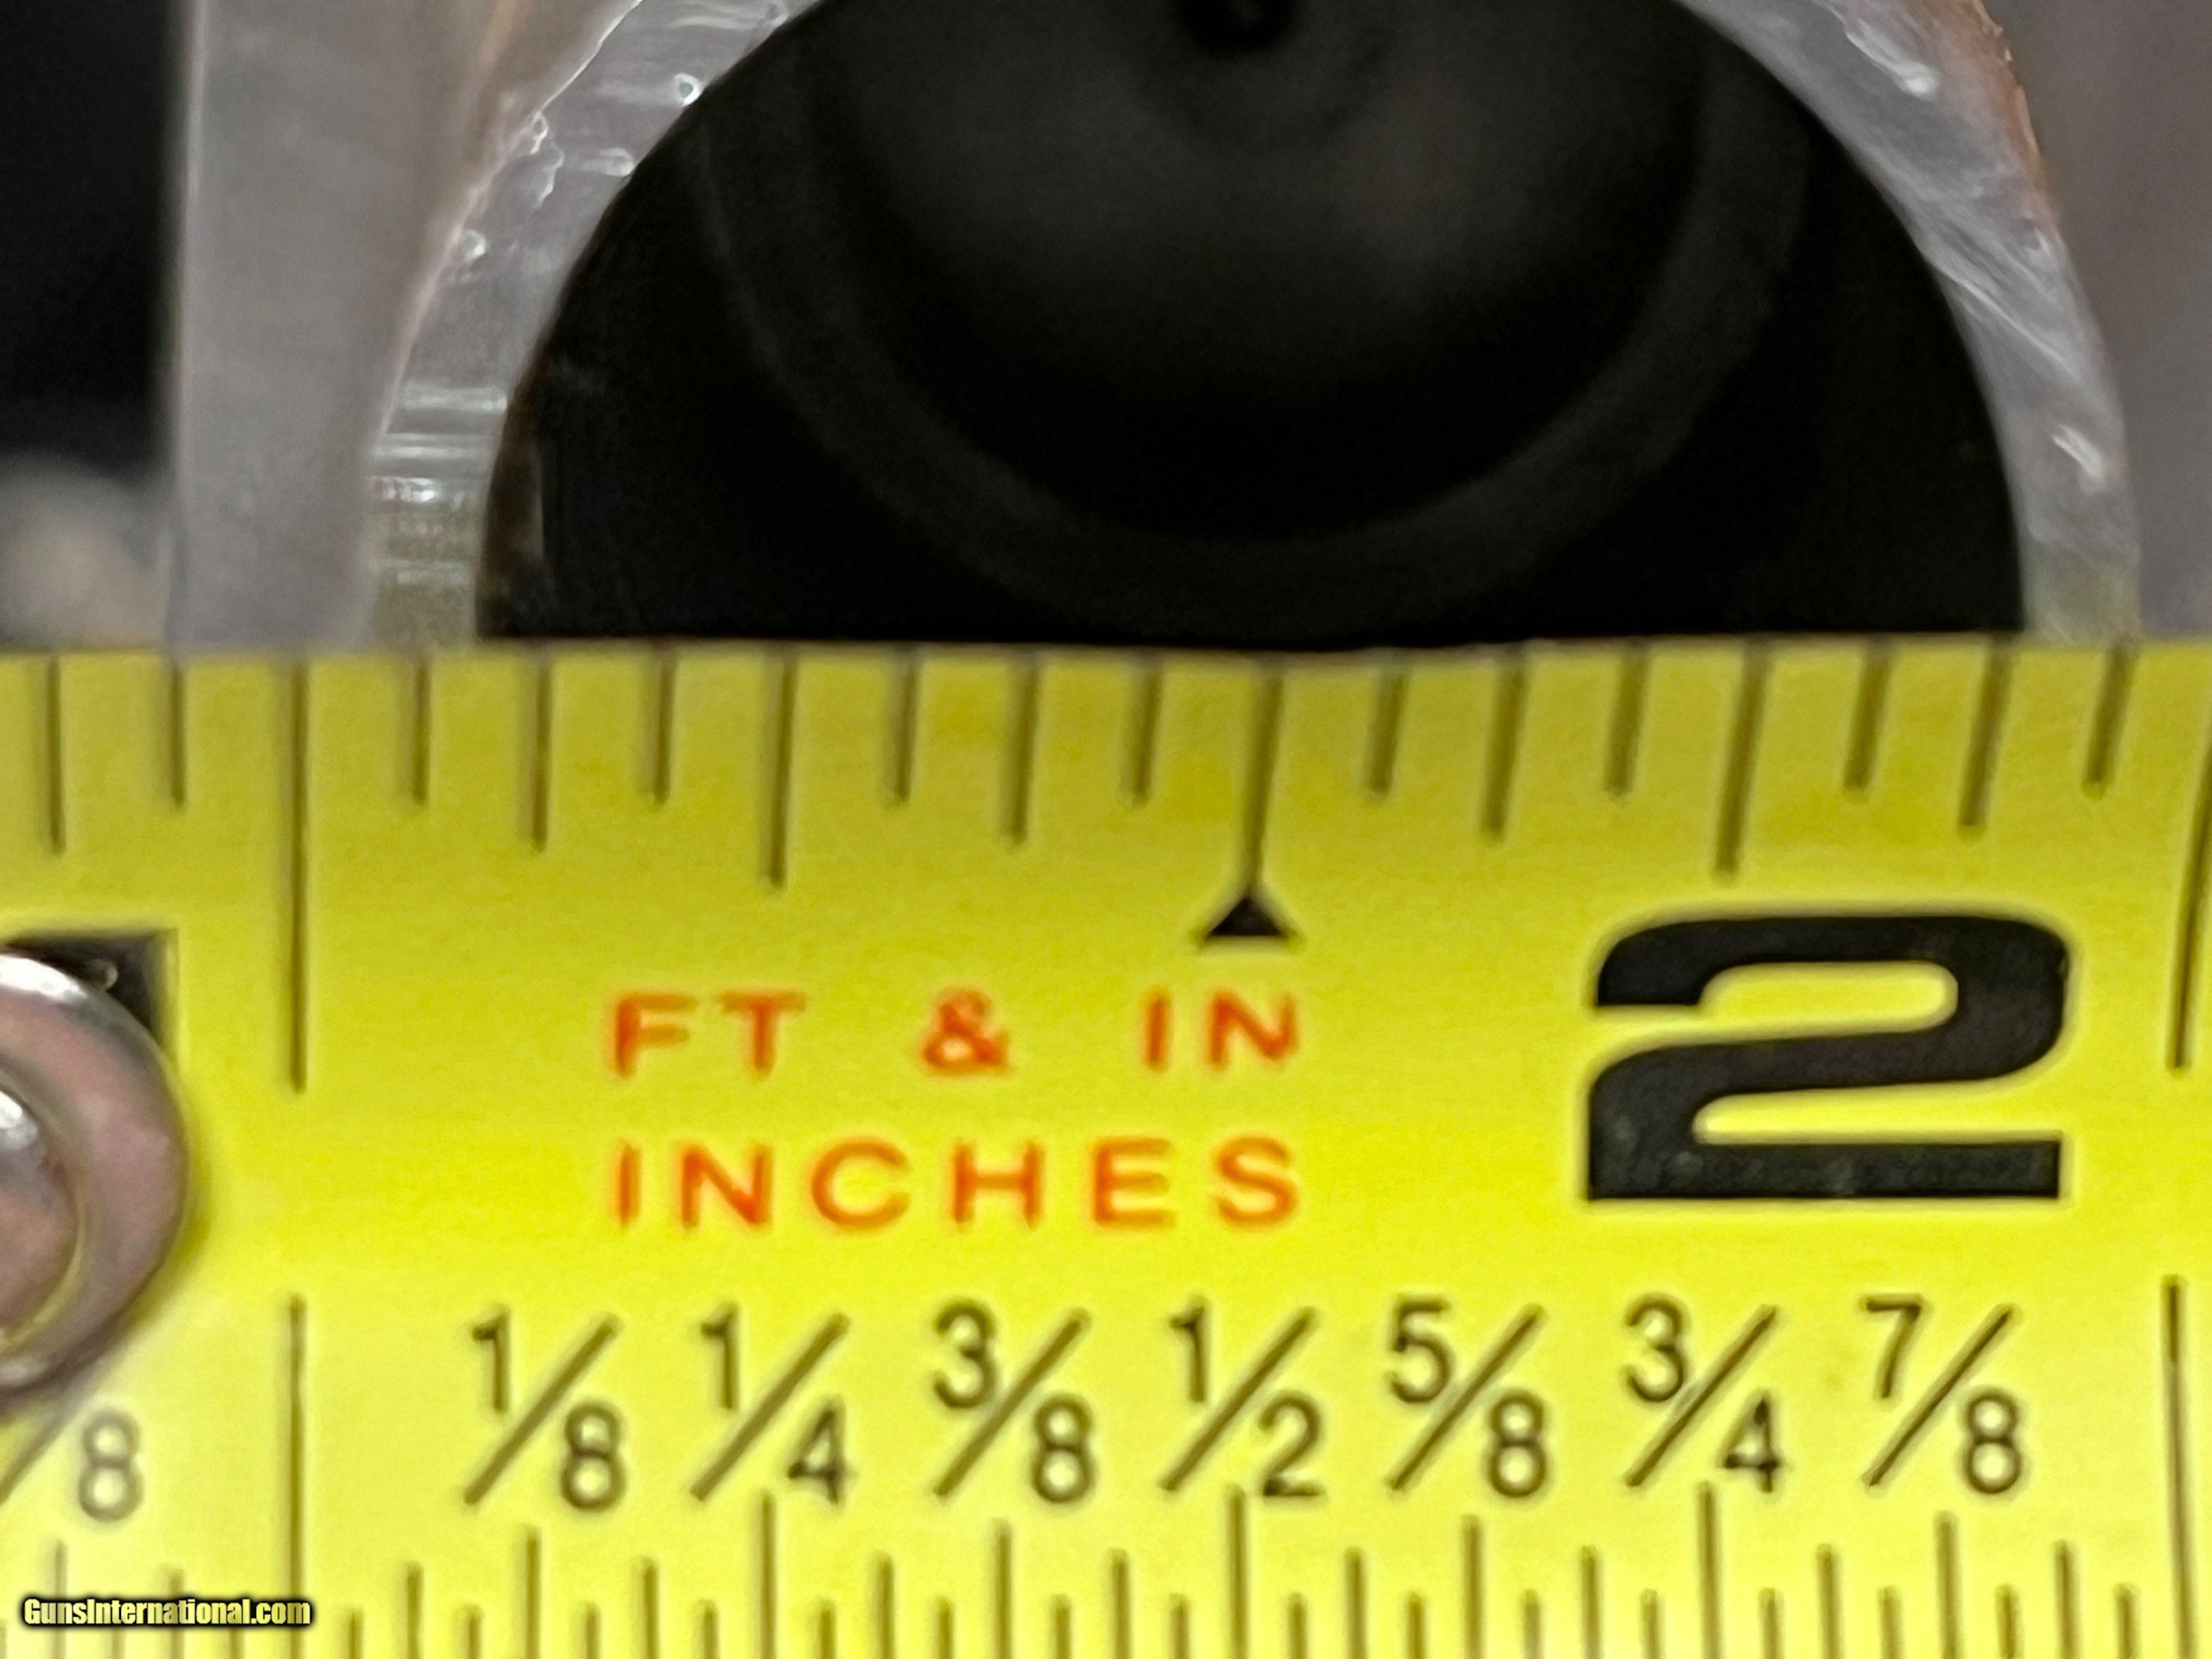 FT & IN
2
INCHES
8 1/8 1/4 3/8 1/2 5/8 3/4 7/8
GunsInternational.com